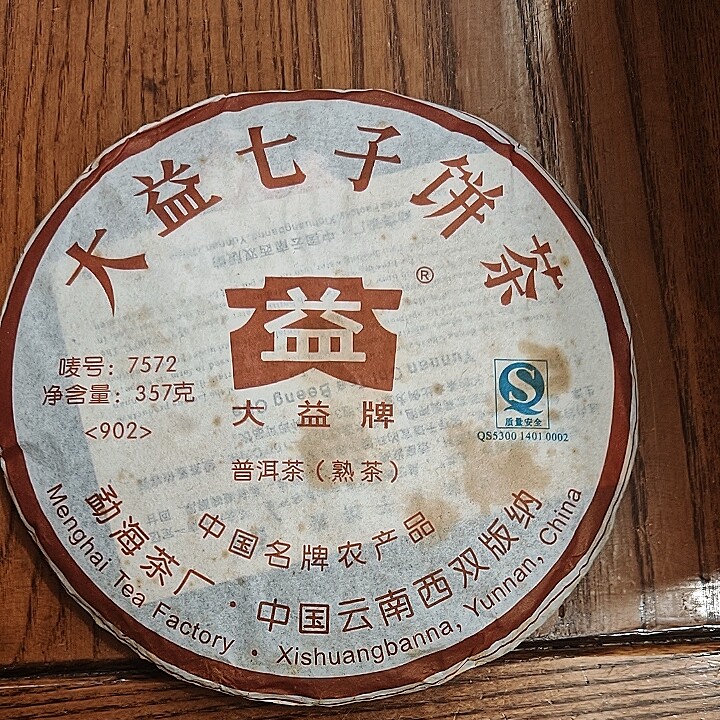 大益七子饼茶
®
益
大益牌
唛号：7572
净含量：357克
<902>
质量安全
QS5300 1401 0002
普洱茶（熟茶）
中国名牌农产品
勐海茶厂·中国云南西双版纳
Menghai Tea Factory • Xishuangbanna, Yunnan, China